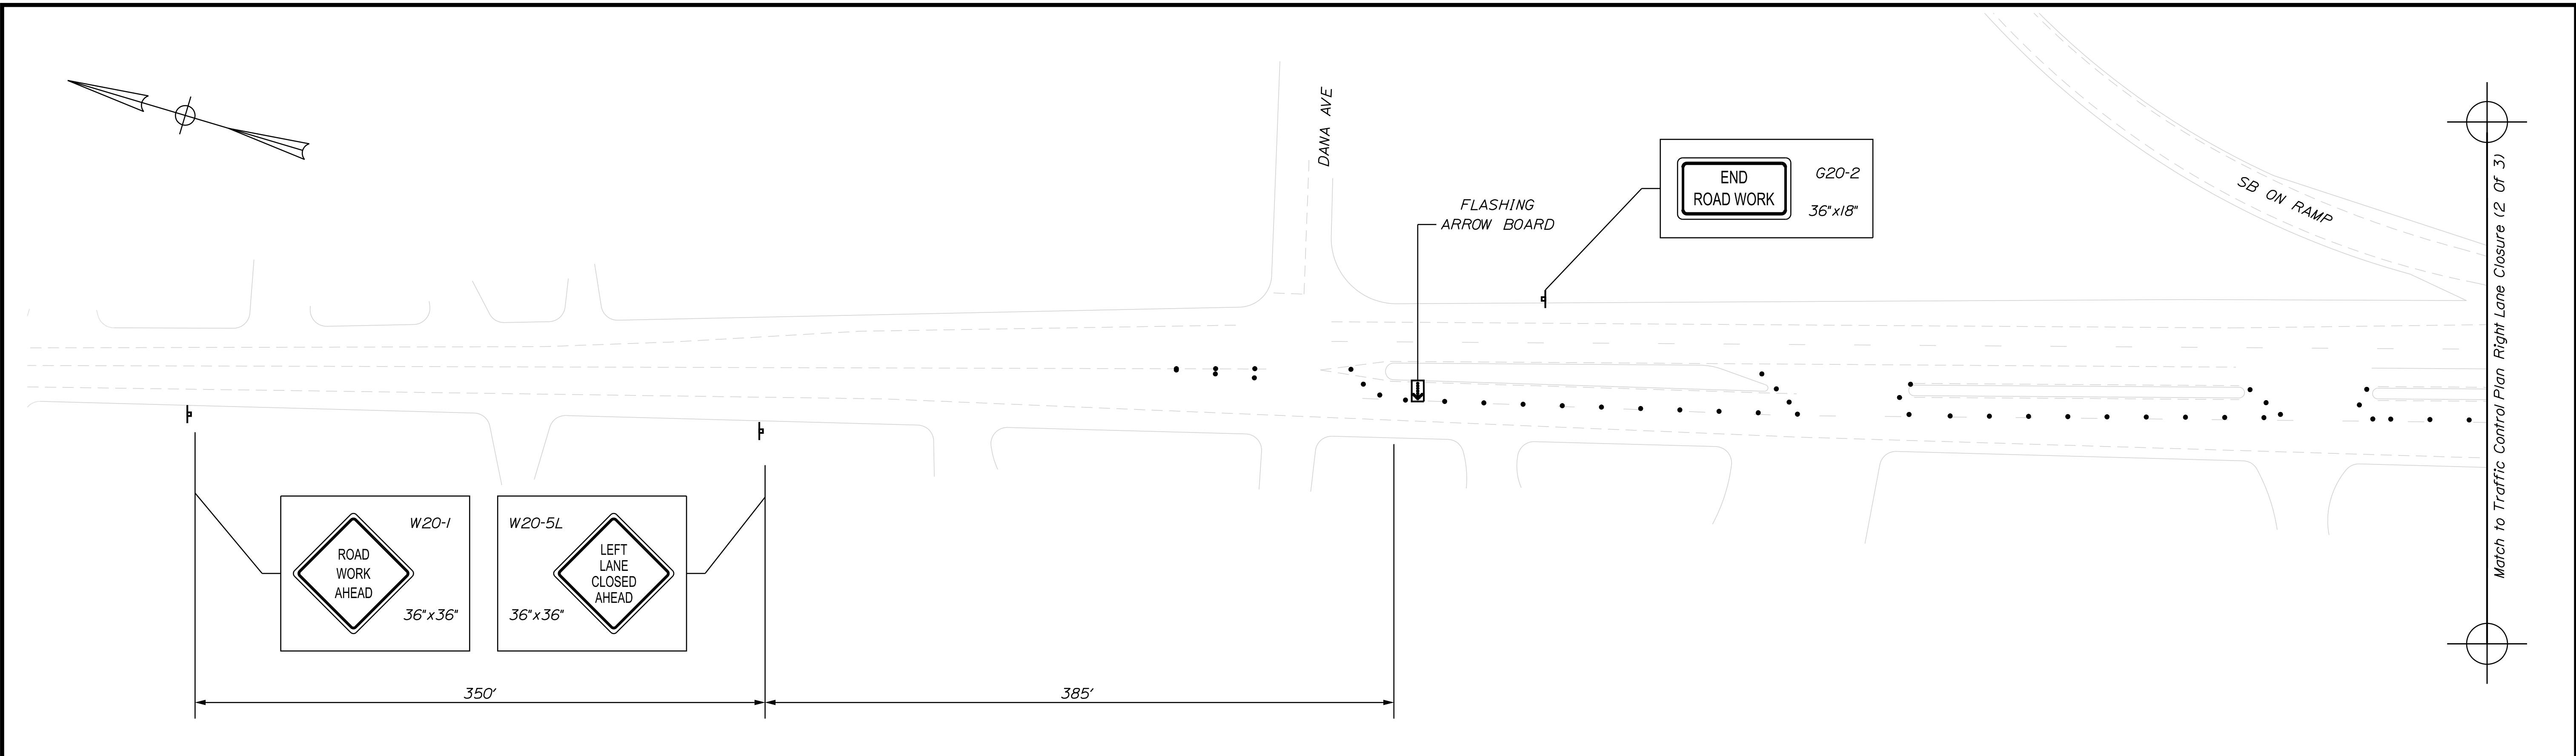 DANA AVE
FLASHING
ARROW BOARD
END
ROAD WORK
G20-2
36"x18"
SB ON RAMP
Match to Traffic Control Plan Right Lane Closure (2 Of 3)
W20-1
ROAD
WORK
AHEAD
36"x36"
W20-5L
LEFT
LANE
CLOSED
AHEAD
36"x36"
350'
385'